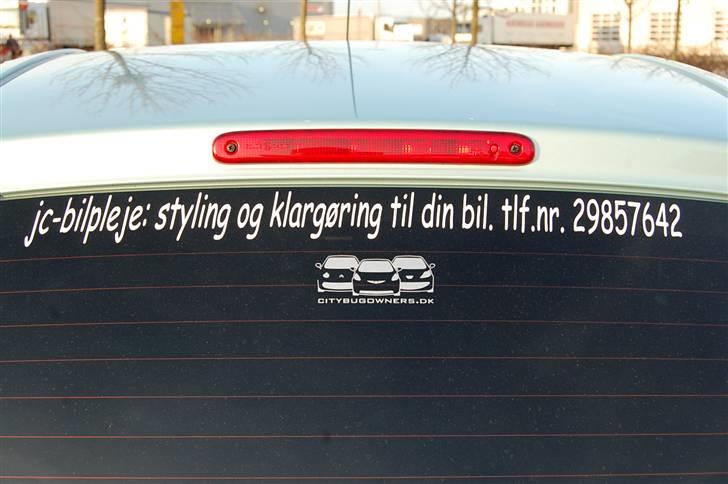 jc-bilpleje: styling og klargøring til din bil. tlf.nr. 29857642
CITYBUGOWNERS.DK